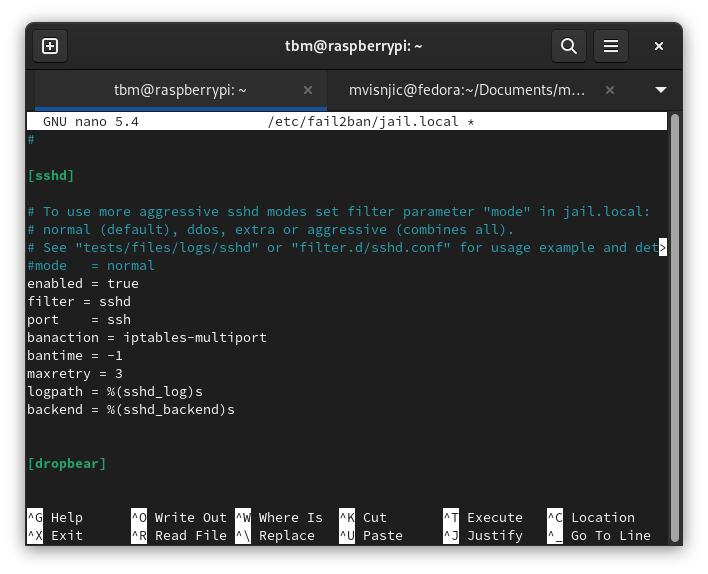 tbm@raspberrypi: ~
tbm@raspberrypi: ~
mvisnjic@fedora:~/Documents/m...
GNU nano 5.4 /etc/fail2ban/jail.local *
#
[sshd]
# To use more aggressive sshd modes set filter parameter "mode" in jail.local:
# normal (default), ddos, extra or aggressive (combines all).
# See "tests/files/logs/sshd" or "filter.d/sshd.conf" for usage example and det>
#mode   = normal
enabled = true
filter = sshd
port    = ssh
banaction = iptables-multiport
bantime = -1
maxretry = 3
logpath = %(sshd_log)s
backend = %(sshd_backend)s
[dropbear]
^G Help ^O Write Out ^W Where Is ^K Cut ^T Execute ^C Location
^X Exit ^R Read File ^\ Replace ^U Paste ^J Justify ^_ Go To Line